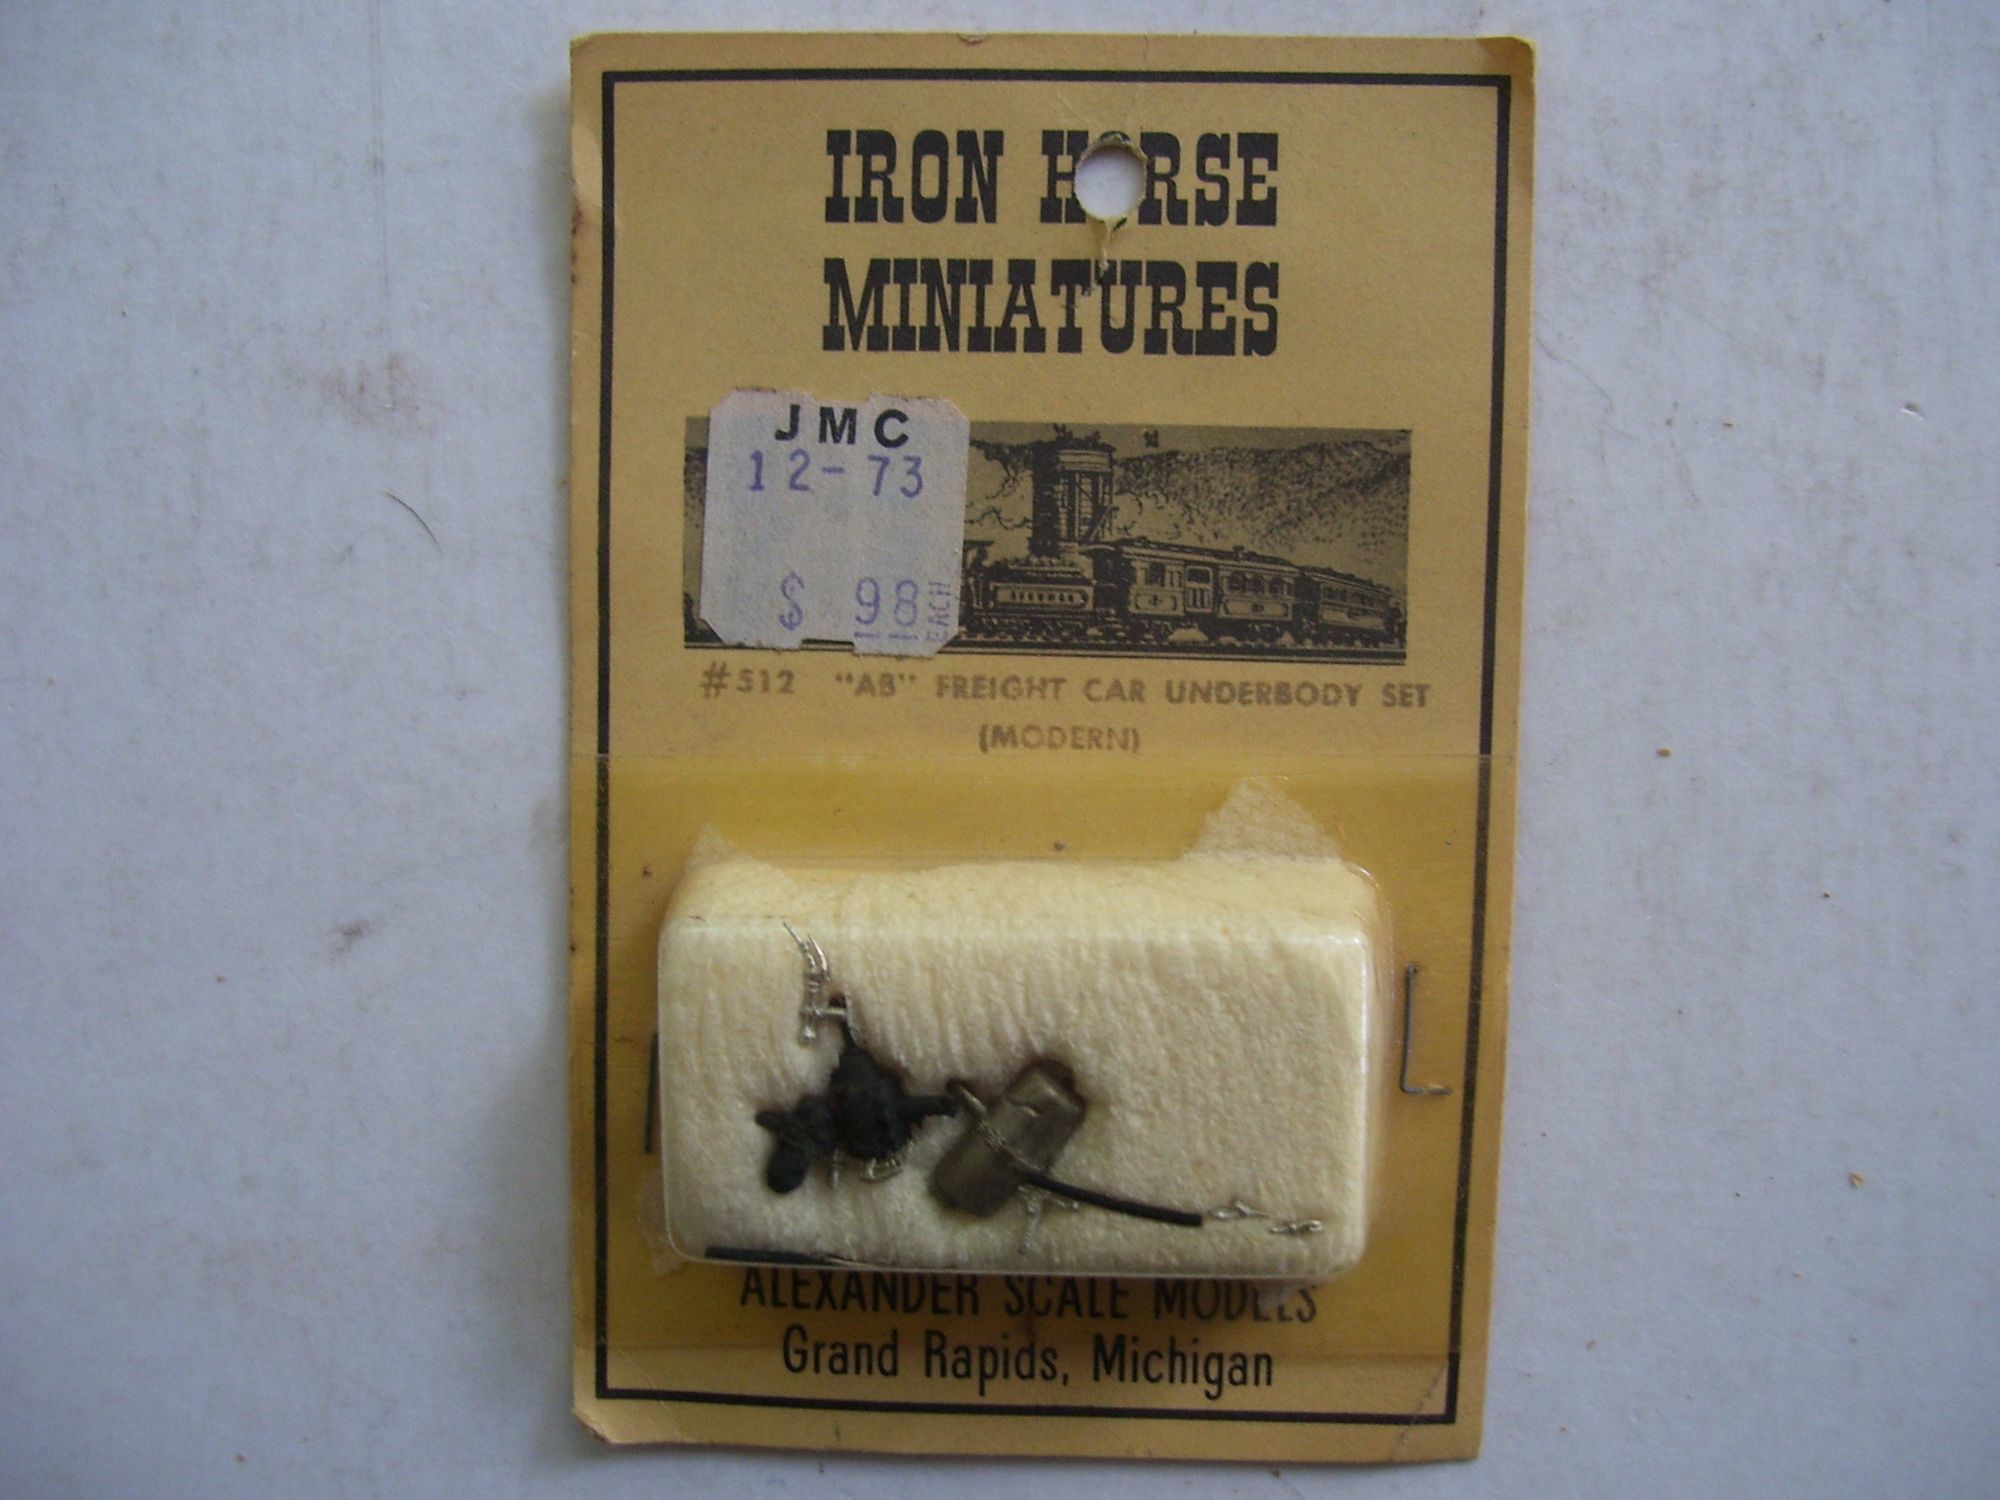 IRON HORSE
MINIATURES
JMC
12-73
$ 98 EACH
#512 "AB" FREIGHT CAR UNDERBODY SET
(MODERN)
ALEXANDER SCALE MODELS
Grand Rapids, Michigan